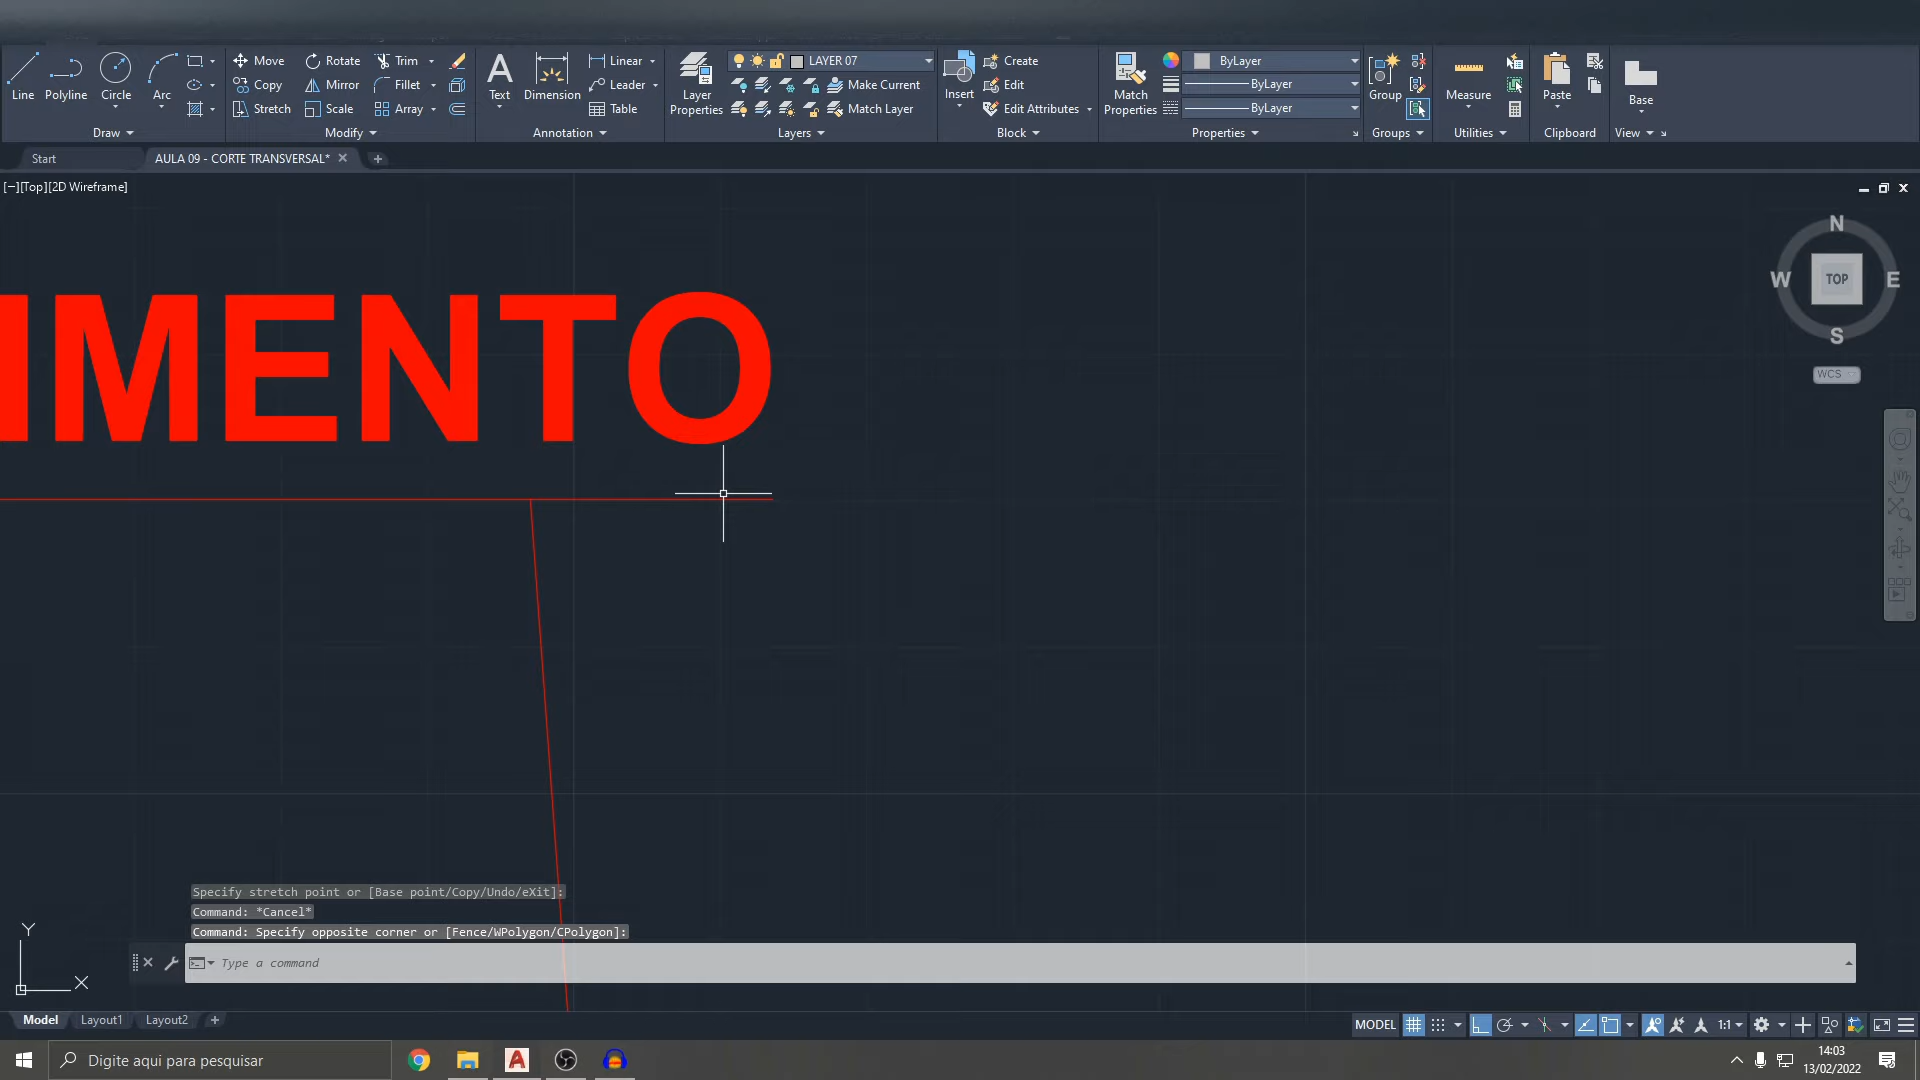 Line
Polyline
Circle
Arc
Move
Copy
Stretch
Rotate
Mirror
Scale
Trim
Fillet
Array
Text
Dimension
Linear
Leader
Table
Layer
Properties
LAYER 07
Make Current
Match Layer
Insert
Create
Edit
Edit Attributes
Match
Properties
ByLayer
ByLayer
ByLayer
Group
Measure
Paste
Base
Draw
Modify
Annotation
Layers
Block
Properties
Groups
Utilities
Clipboard
View
Start
AULA 09 - CORTE TRANSVERSAL*
[−][Top][2D Wireframe]
N
W
TOP
E
S
WCS
IMENTO
Specify stretch point or [Base point/Copy/Undo/eXit]:
Command: *Cancel*
Command: Specify opposite corner or [Fence/WPolygon/CPolygon]:
Type a command
Y
X
Model
Layout1
Layout2
MODEL
1:1
Digite aqui para pesquisar
14:03
13/02/2022